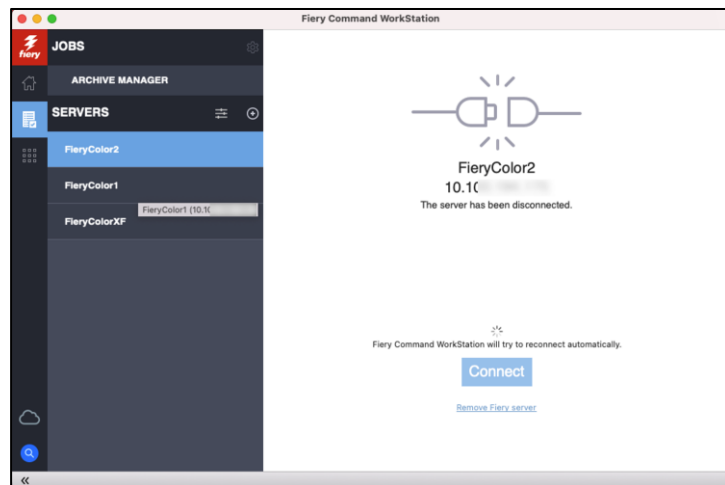 Fiery Command WorkStation
fiery
JOBS
ARCHIVE MANAGER
SERVERS
FieryColor2
FieryColor1
FieryColor1 (10.1
FieryColorXF
FieryColor2
10.10
The server has been disconnected.
Fiery Command WorkStation will try to reconnect automatically.
Connect
Remove Fiery server
«